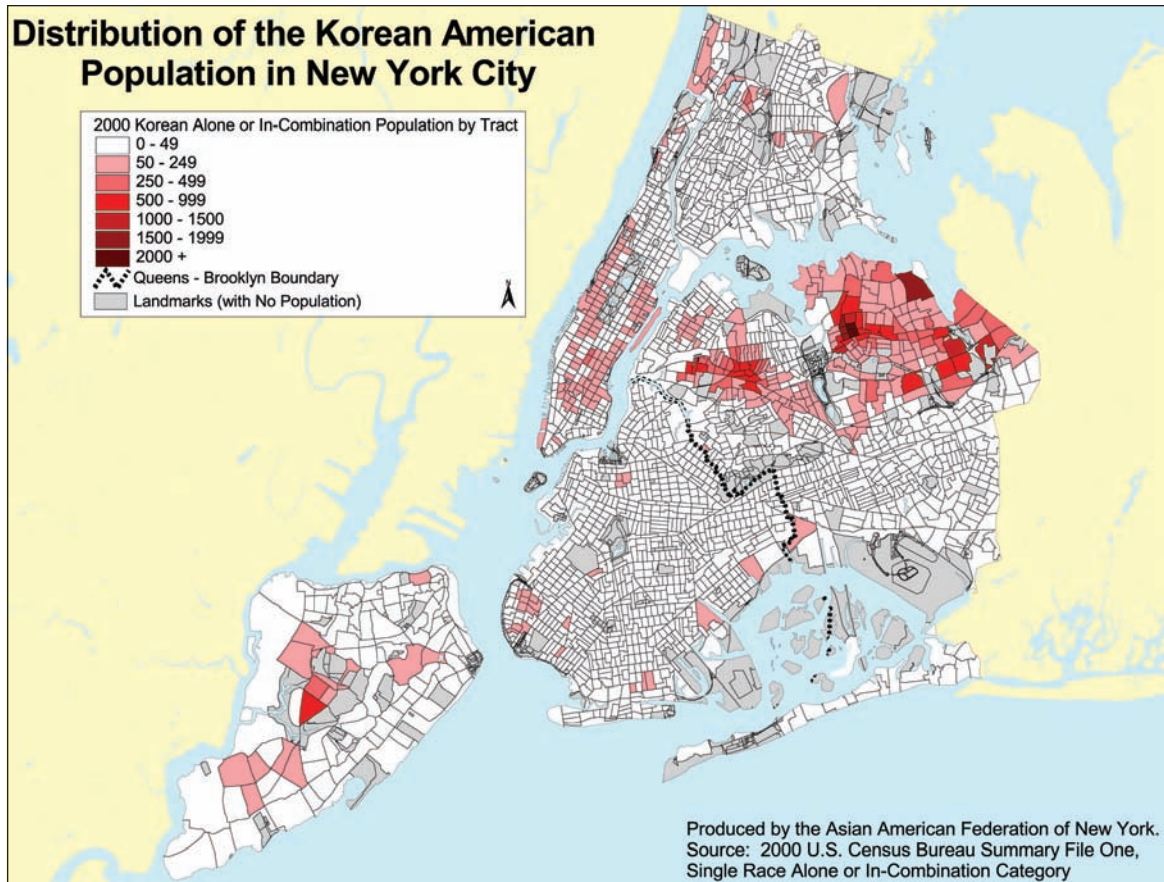 Distribution of the Korean American
Population in New York City
2000 Korean Alone or In-Combination Population by Tract
0 - 49
50 - 249
250 - 499
500 - 999
1000 - 1500
1500 - 1999
2000 +
Queens - Brooklyn Boundary
Landmarks (with No Population)
N
Produced by the Asian American Federation of New York.
Source: 2000 U.S. Census Bureau Summary File One,
Single Race Alone or In-Combination Category